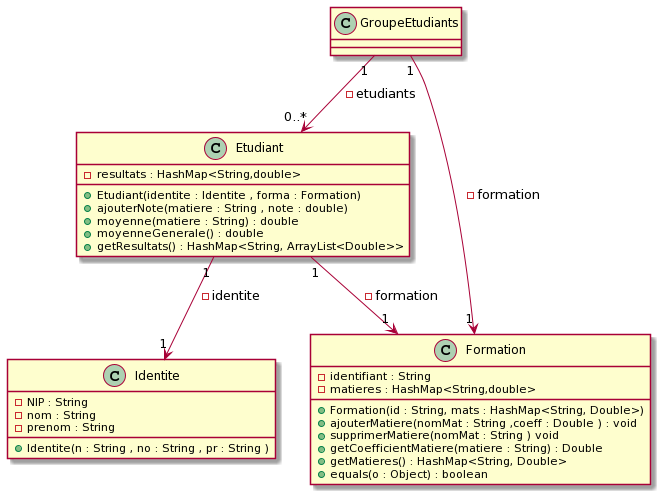 C GroupeEtudiants
1
1
etudiants
0..*
C Etudiant
resultats : HashMap<String,double>
Etudiant(identite : Identite , forma : Formation)
ajouterNote(matiere : String , note : double)
moyenne(matiere : String) : double
moyenneGenerale() : double
getResultats() : HashMap<String, ArrayList<Double>>
formation
1
1
identite
formation
1
1
1
C Identite
NIP : String
nom : String
prenom : String
Identite(n : String , no : String , pr : String )
C Formation
identifiant : String
matieres : HashMap<String,double>
Formation(id : String, mats : HashMap<String, Double>)
ajouterMatiere(nomMat : String ,coeff : Double ) : void
supprimerMatiere(nomMat : String ) void
getCoefficientMatiere(matiere : String) : Double
getMatieres() : HashMap<String, Double>
equals(o : Object) : boolean